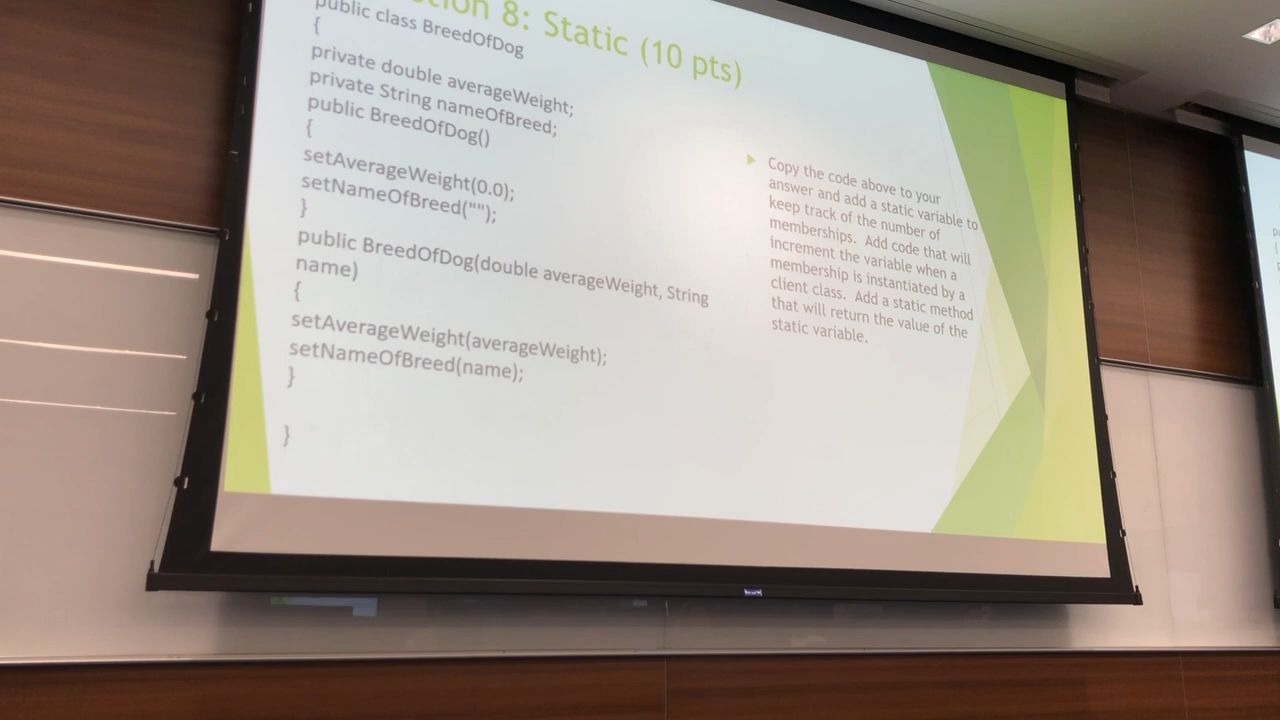 8: Static (10 pts)
public class BreedOfDog
{
private double averageWeight;
private String nameOfBreed;
public BreedOfDog()
{
setAverageWeight(0.0);
setNameOfBreed("");
}
public BreedOfDog(double averageWeight, String
name)
{
setAverageWeight(averageWeight);
setNameOfBreed(name);
}
}
Copy the code above to your
answer and add a static variable to
keep track of the number of
memberships. Add code that will
increment the variable when a
membership is instantiated by a
client class. Add a static method
that will return the value of the
static variable.